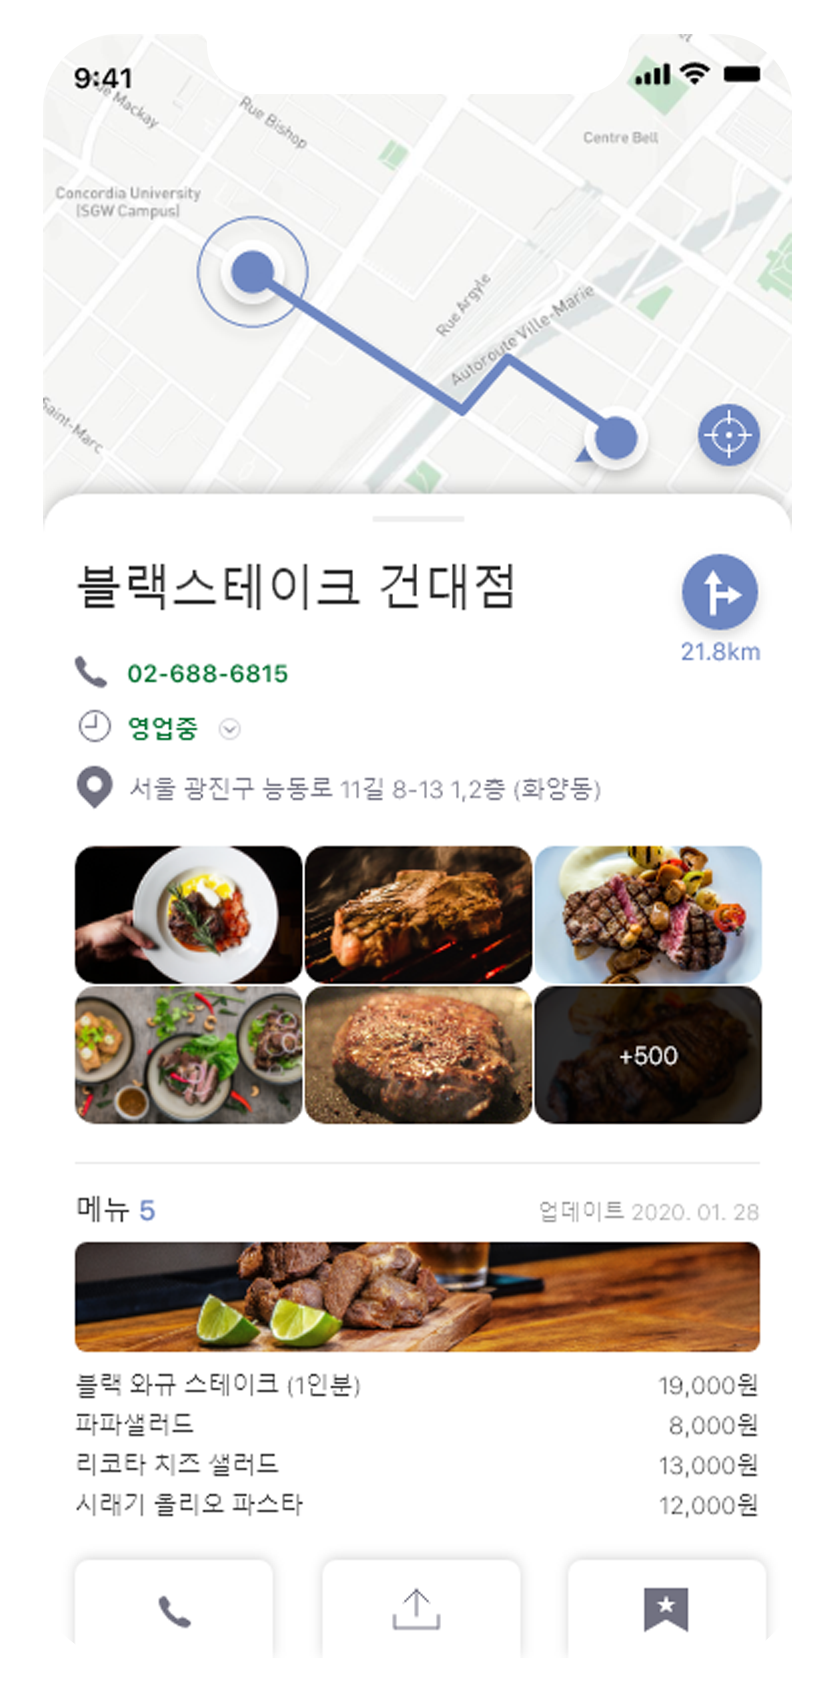 9:41
Rue Mackay
Rue Bishop
Centre Bell
Concordia University
(SGW Campus)
Rue Argyle
Autoroute Ville-Marie
Saint-Marc
블랙스테이크 건대점
21.8km
02-688-6815
영업중
서울 광진구 능동로 11길 8-13 1,2층 (화양동)
+500
메뉴 5 업데이트 2020. 01. 28
블랙 와규 스테이크 (1인분) 19,000원
파파샐러드 8,000원
리코타 치즈 샐러드 13,000원
시래기 올리오 파스타 12,000원